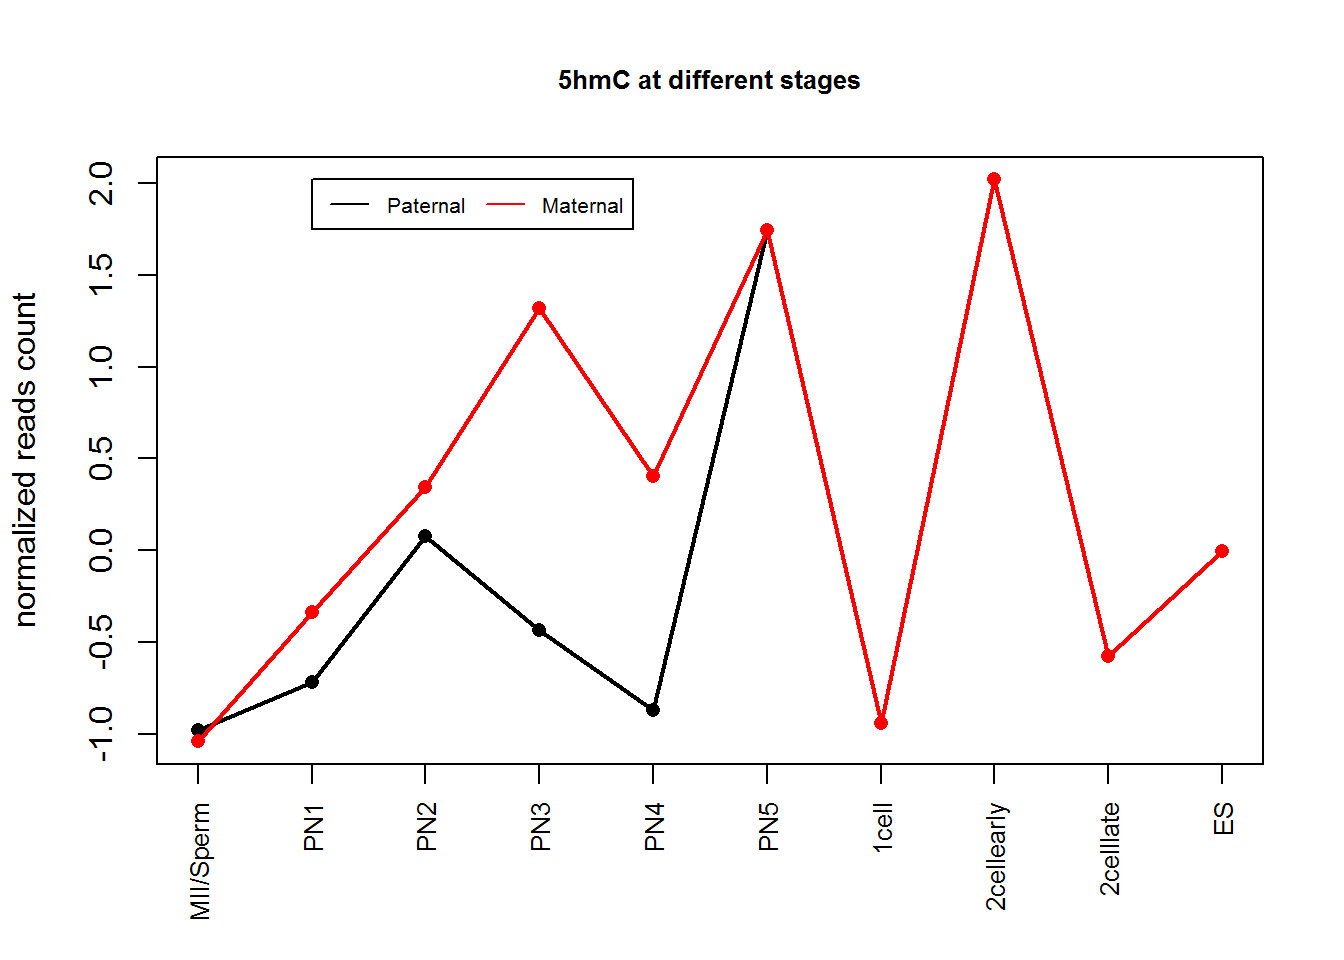 5hmC at different stages
Paternal Maternal
normalized reads count
2.0
1.5
1.0
0.5
0.0
-0.5
-1.0
MII/Sperm
PN1
PN2
PN3
PN4
PN5
1cell
2cellearly
2celllate
ES